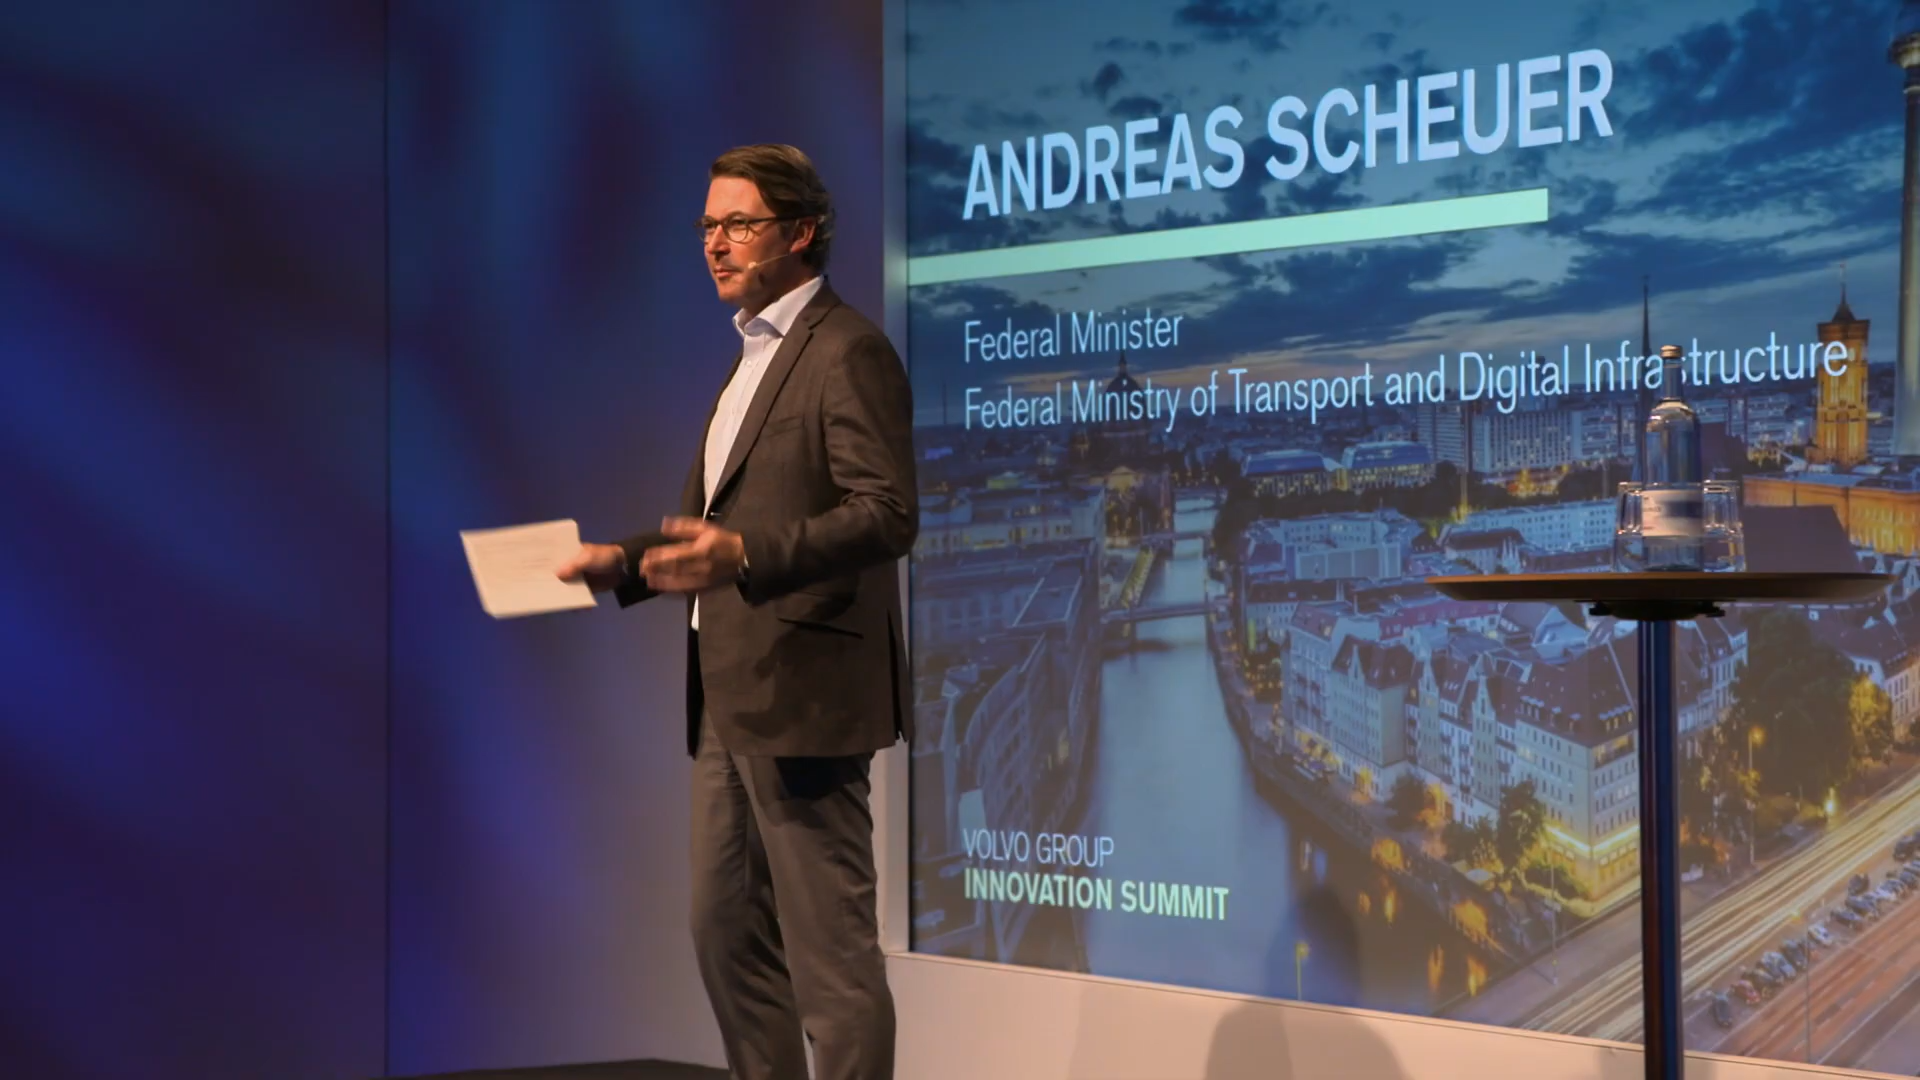 ANDREAS SCHEUER
Federal Minister
Federal Ministry of Transport and Digital Infrastructure
VOLVO GROUP
INNOVATION SUMMIT